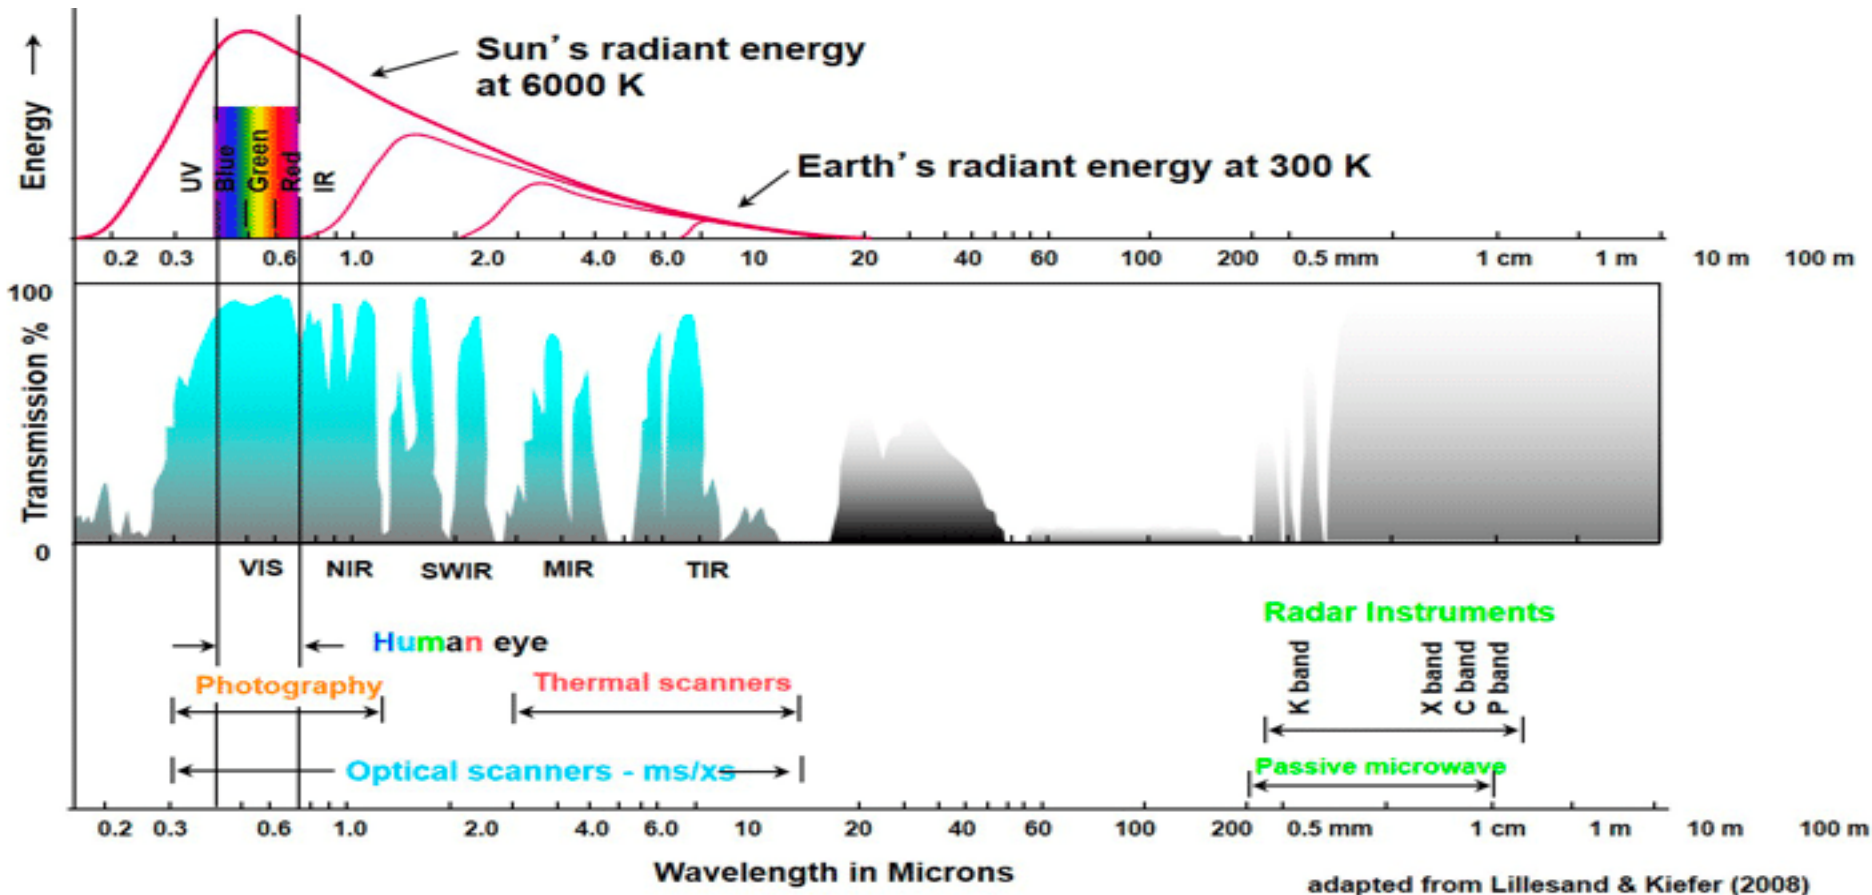 Energy →
Sun's radiant energy
at 6000 K
Earth's radiant energy at 300 K
UV
Blue
Green
Red
IR
0.2 0.3 0.6 1.0 2.0 4.0 6.0 10 20 40 60 100 200 0.5 mm 1 cm 1 m 10 m 100 m
Transmission %
100
0
VIS NIR SWIR MIR TIR
Human eye
Photography
Thermal scanners
Optical scanners - ms/xs
Radar Instruments
K band
X band
C band
P band
Passive microwave
0.2 0.3 0.6 1.0 2.0 4.0 6.0 10 20 40 60 100 200 0.5 mm 1 cm 1 m 10 m 100 m
Wavelength in Microns
adapted from Lillesand & Kiefer (2008)